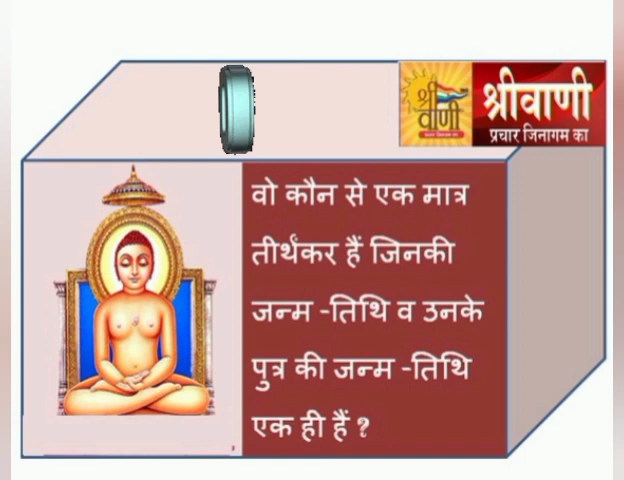 श्री
वाणी
श्रीवाणी
प्रचार जिनागम का
वो कौन से एक मात्र
तीर्थंकर हैं जिनकी
जन्म -तिथि व उनके
पुत्र की जन्म -तिथि
एक ही हैं ?